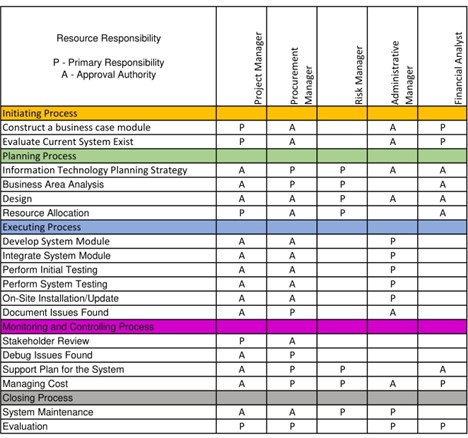 Resource Responsibility
P - Primary Responsibility
A - Approval Authority
Project Manager
Procurement
Manager
Risk Manager
Administrative
Manager
Financial Analyst
Initiating Process
Construct a business case module P A A P
Evaluate Current System Exist P A A P
Planning Process
Information Technology Planning Strategy A P P A A
Business Area Analysis A P P A
Design A A P A A
Resource Allocation P A P A
Executing Process
Develop System Module A A P
Integrate System Module A A P
Perform Initial Testing A A P
Perform System Testing A A P
On-Site Installation/Update A A P
Document Issues Found A P A
Monitoring and Controlling Process
Stakeholder Review P A
Debug Issues Found A P
Support Plan for the System A P P A
Managing Cost A P P A P
Closing Process
System Maintenance A A P P
Evaluation P P P P P